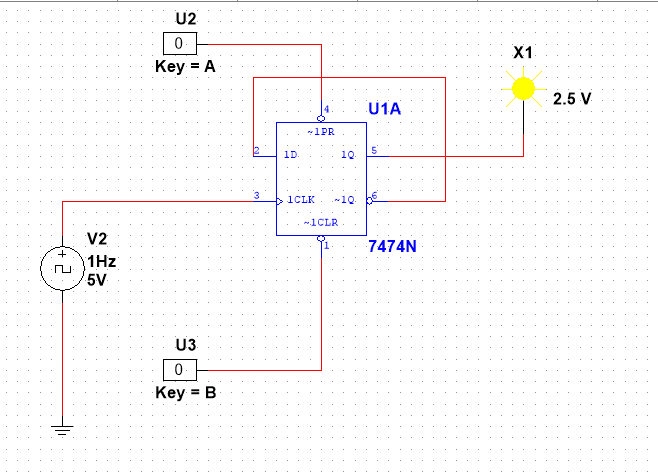 U2
0
Key = A
X1
2.5 V
4
U1A
~1PR
2
1D
1Q
5
3
1CLK
~1Q
6
~1CLR
1
7474N
V2
1Hz
5V
U3
0
Key = B